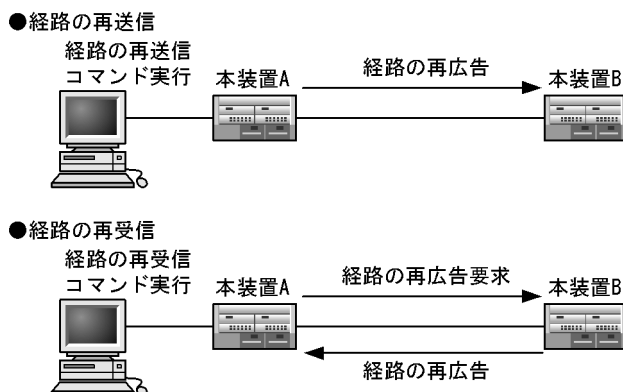 ●経路の再送信
経路の再送信
コマンド実行
本装置A
経路の再広告
本装置B
●経路の再受信
経路の再受信
コマンド実行
本装置A
経路の再広告要求
本装置B
経路の再広告